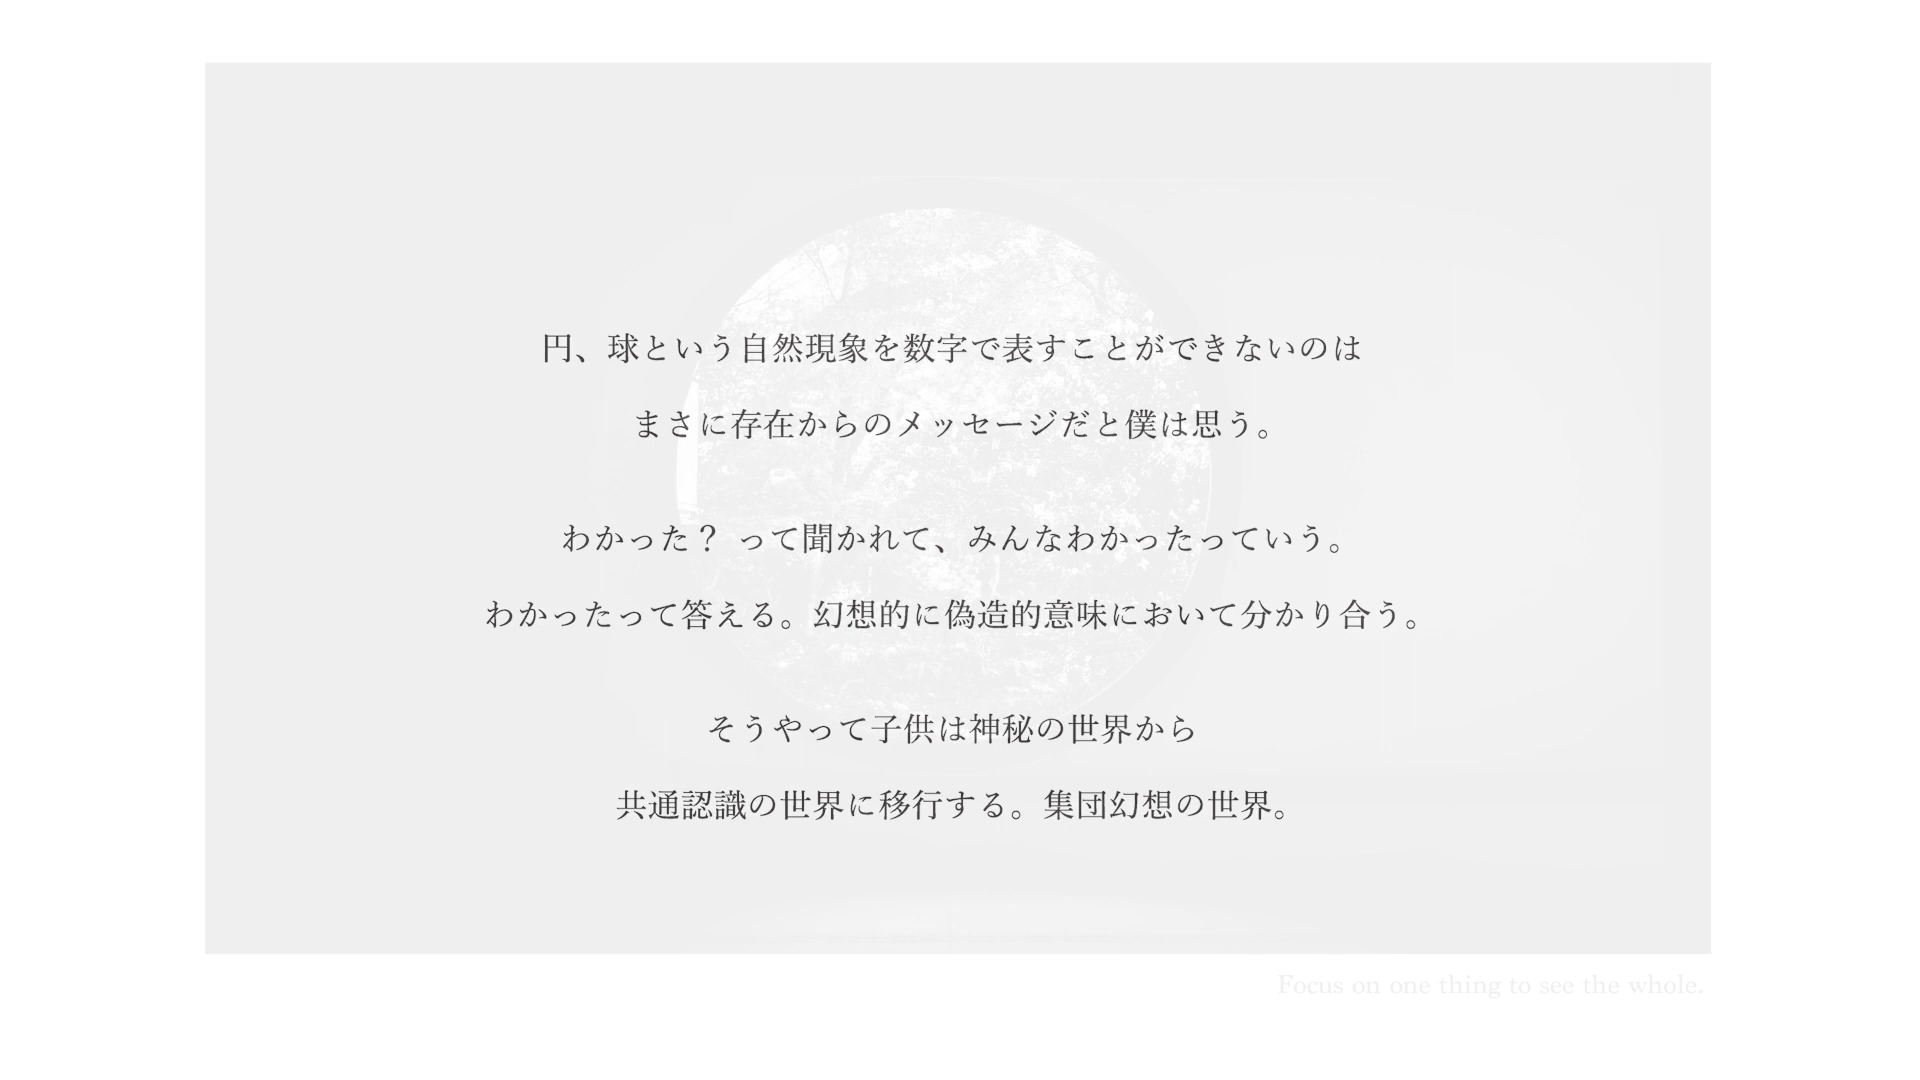 円、球という自然現象を数字で表すことができないのは
まさに存在からのメッセージだと僕は思う。
わかった？ って聞かれて、みんなわかったっていう。
わかったって答える。幻想的に偽造的意味において分かり合う。
そうやって子供は神秘の世界から
共通認識の世界に移行する。集団幻想の世界。
Focus on one thing to see the whole.